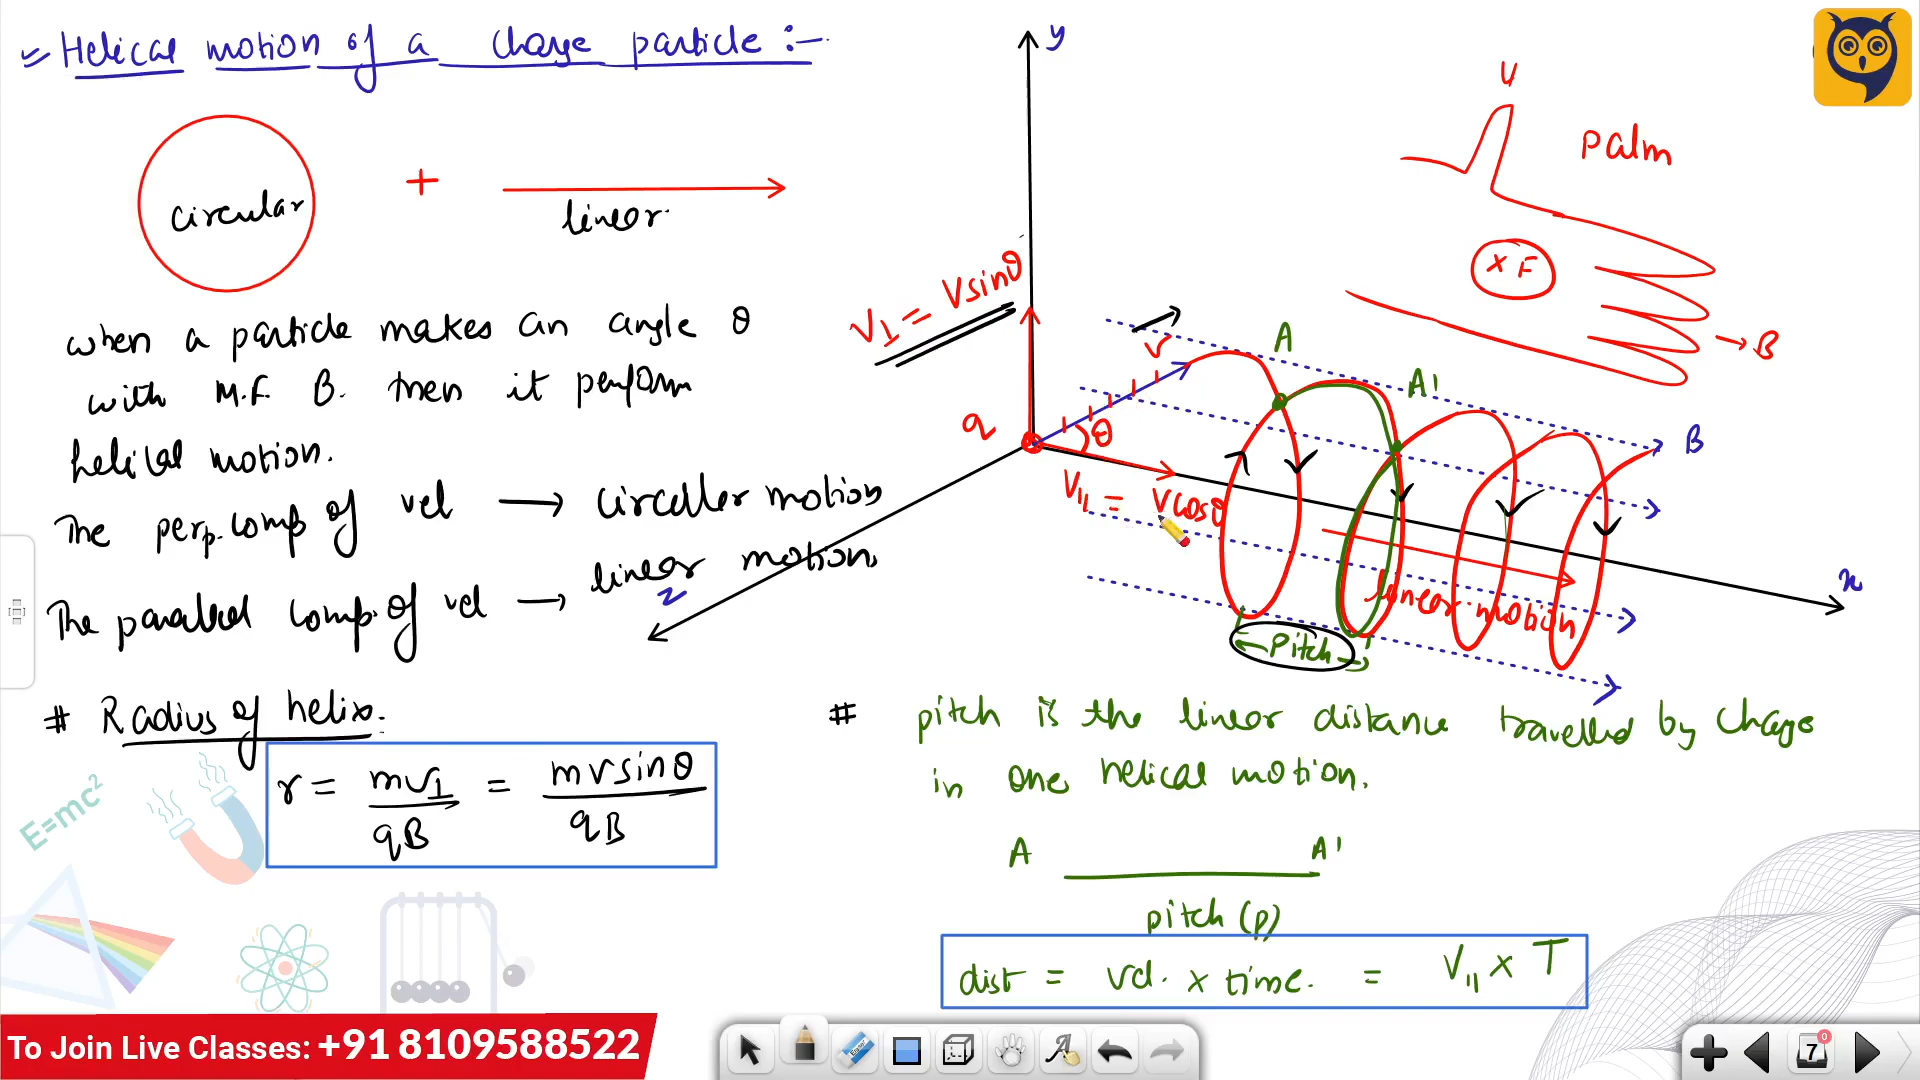 Helical motion of a charge particle :-
circular + linear
when a particle makes an angle θ
with M.F. B. then it perform
helical motion.
The perp. comp of vel → circular motion
The parallel comp. of vel → linear motion
# Radius of helix.
r = mv⊥/qB = mvsinθ/qB
y
V⊥ = Vsinθ
q
v
θ
V|| = Vcosθ
A
A'
B
x
z
linear motion
Pitch
U
Palm
x F
→ B
# pitch is the linear distance travelled by charge
in one helical motion.
A A'
pitch (p)
dist = vel. x time. = V|| x T
E=mc²
To Join Live Classes: +91 8109588522
Eraser
7
0